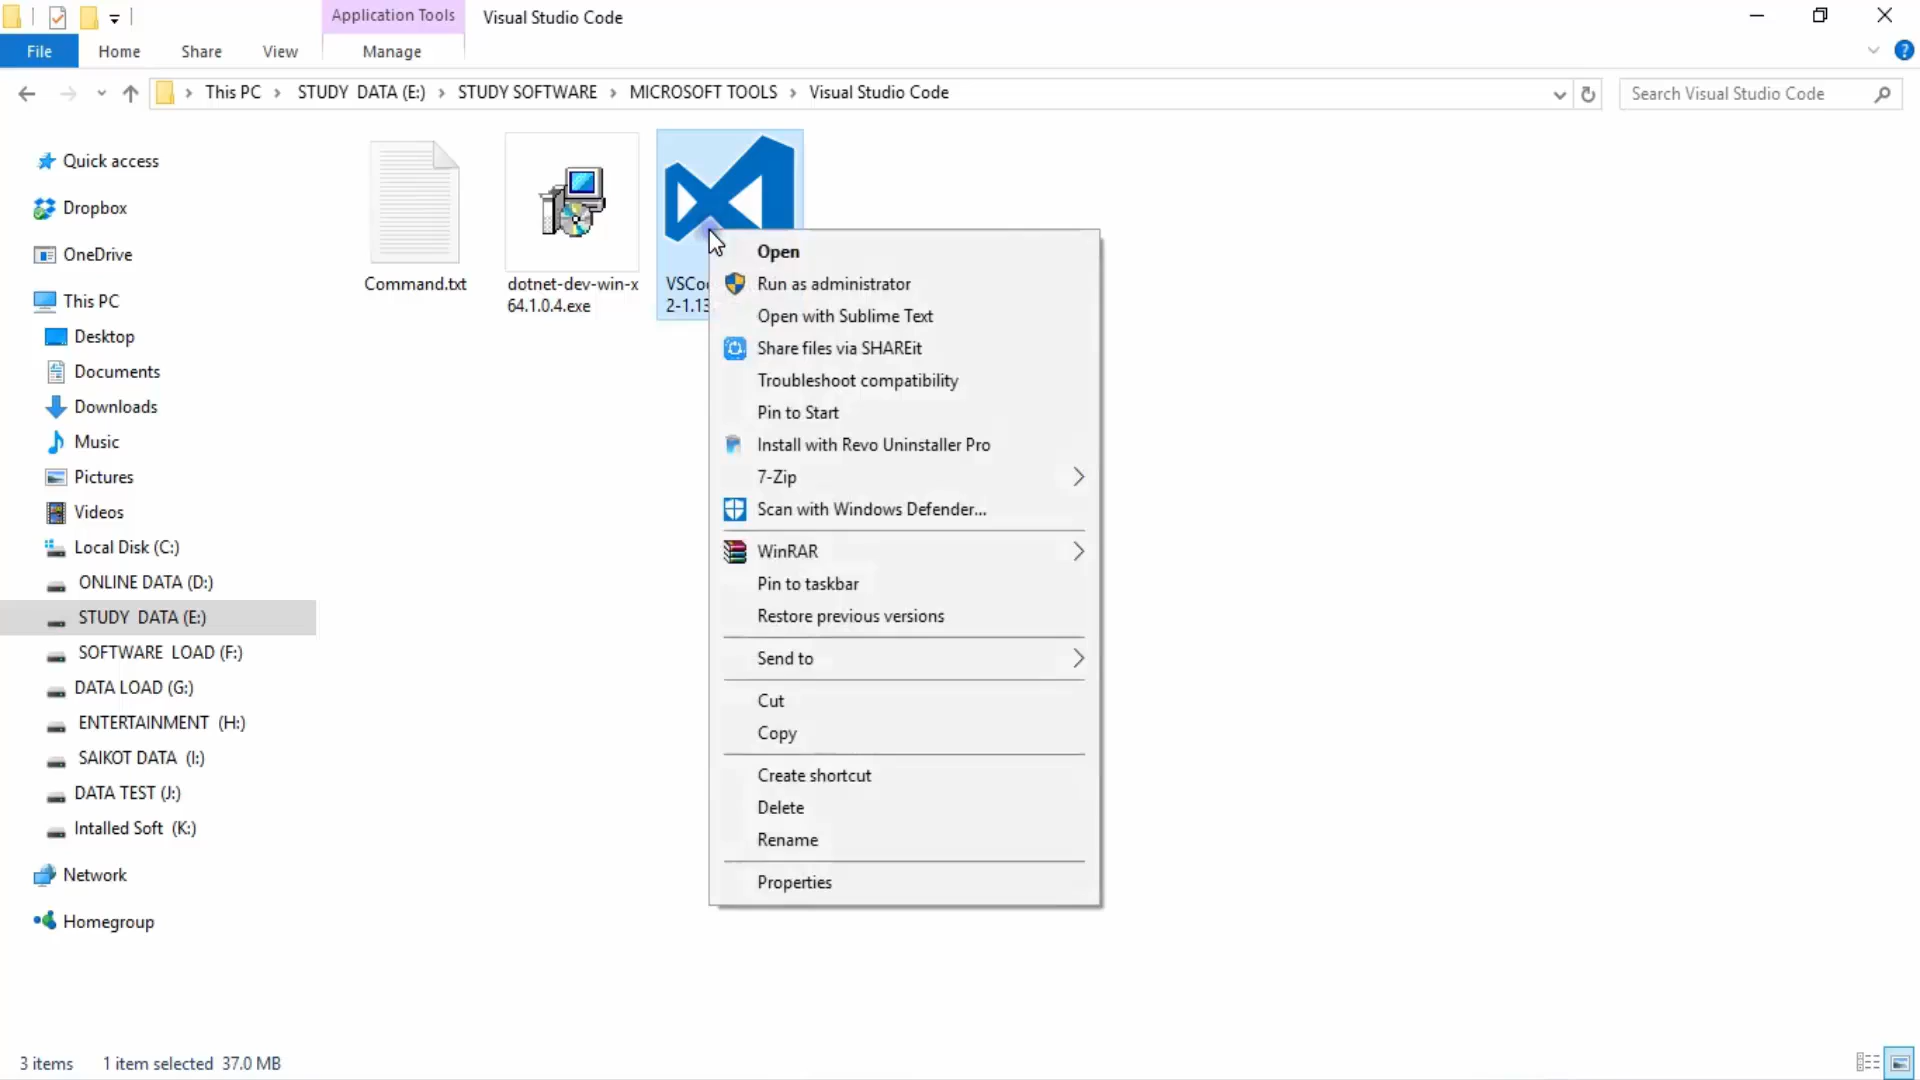 Application Tools
Visual Studio Code
File
Home
Share
View
Manage
This PC
STUDY  DATA (E:)
STUDY SOFTWARE
MICROSOFT TOOLS
Visual Studio Code
Search Visual Studio Code
Quick access
Dropbox
OneDrive
This PC
Desktop
Documents
Downloads
Music
Pictures
Videos
Local Disk (C:)
ONLINE DATA (D:)
STUDY  DATA (E:)
SOFTWARE  LOAD (F:)
DATA LOAD (G:)
ENTERTAINMENT  (H:)
SAIKOT DATA  (I:)
DATA TEST (J:)
Intalled Soft  (K:)
Network
Homegroup
Command.txt
dotnet-dev-win-x
64.1.0.4.exe
VSCo
2-1.13
Open
Run as administrator
Open with Sublime Text
Share files via SHAREit
Troubleshoot compatibility
Pin to Start
Install with Revo Uninstaller Pro
7-Zip
Scan with Windows Defender...
WinRAR
Pin to taskbar
Restore previous versions
Send to
Cut
Copy
Create shortcut
Delete
Rename
Properties
3 items
1 item selected  37.0 MB